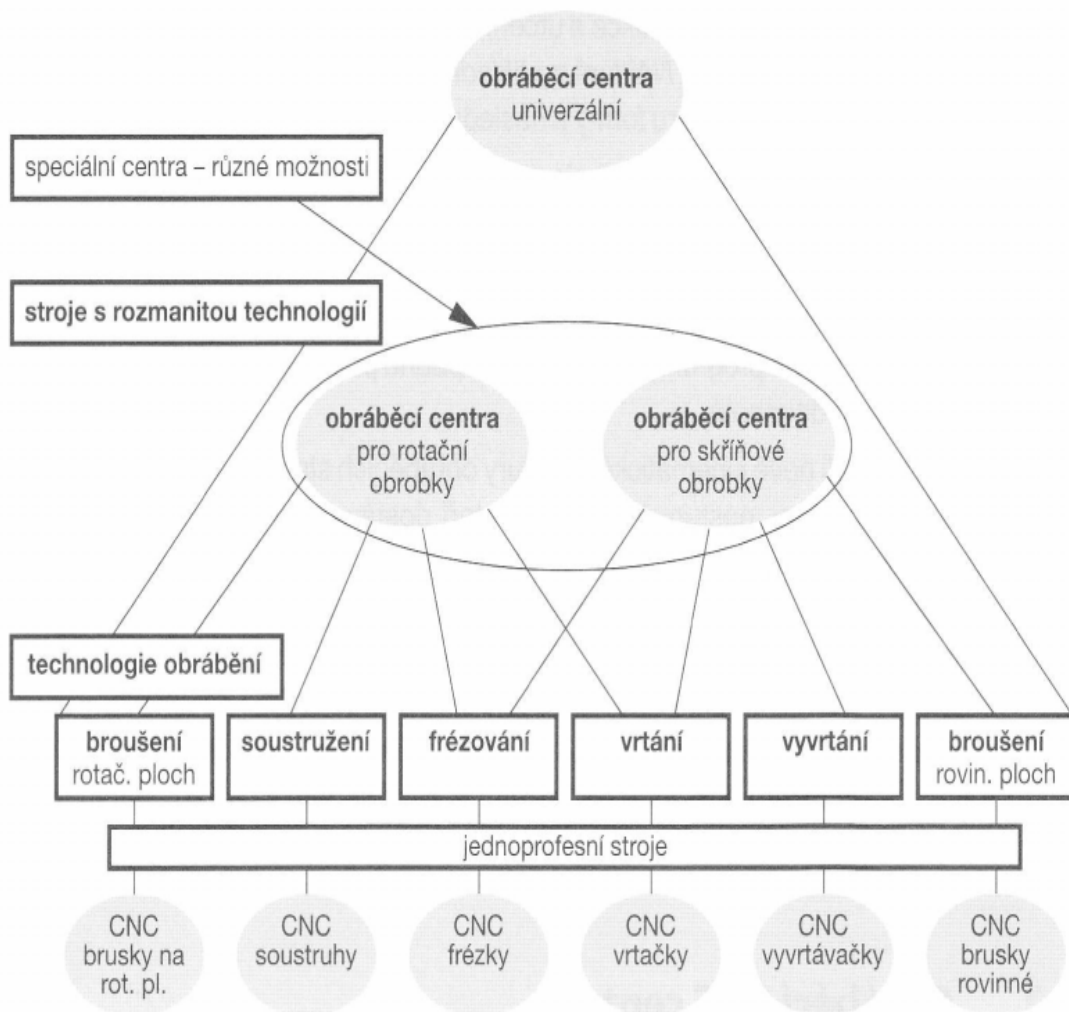 obráběcí centra
univerzální
speciální centra – různé možnosti
stroje s rozmanitou technologií
obráběcí centra
pro rotační
obrobky
obráběcí centra
pro skříňové
obrobky
technologie obrábění
broušení
rotač. ploch
soustružení
frézování
vrtání
vyvrtání
broušení
rovin. ploch
jednoprofesní stroje
CNC
brusky na
rot. pl.
CNC
soustruhy
CNC
frézky
CNC
vrtačky
CNC
vyvrtávačky
CNC
brusky
rovinné